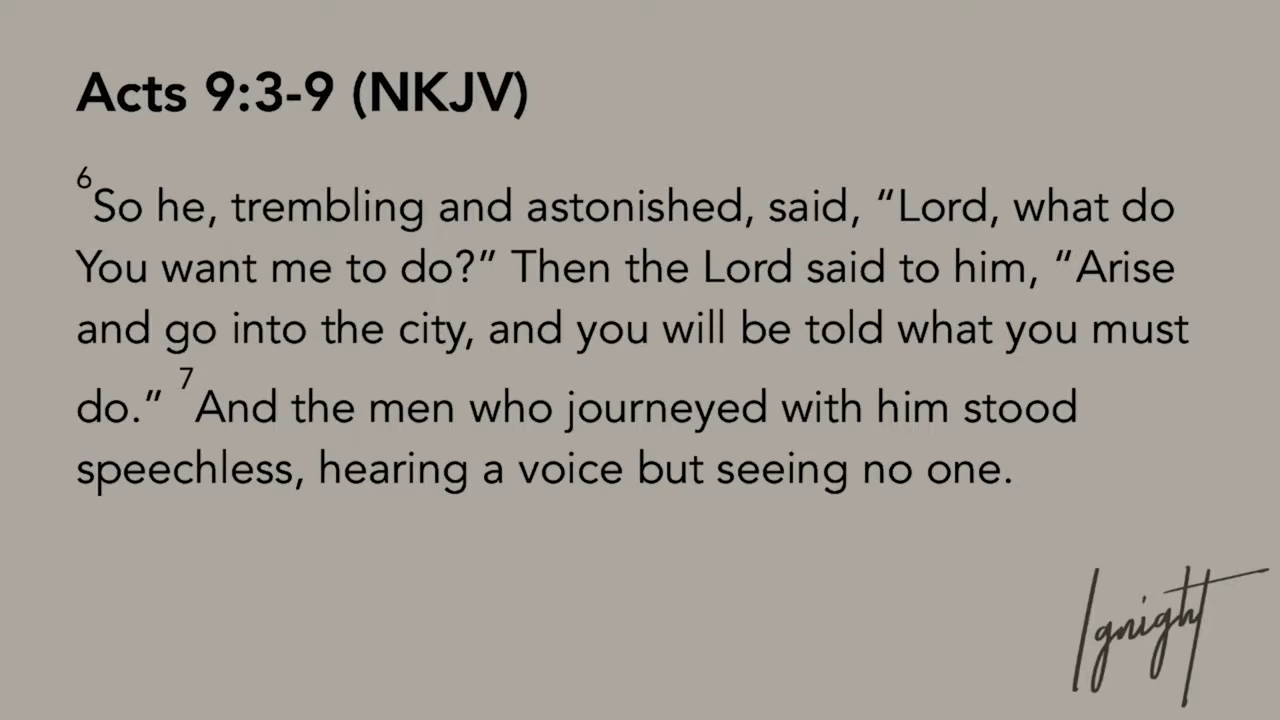 Acts 9:3-9 (NKJV)
6So he, trembling and astonished, said, “Lord, what do
You want me to do?” Then the Lord said to him, “Arise
and go into the city, and you will be told what you must
do.” 7And the men who journeyed with him stood
speechless, hearing a voice but seeing no one.
Ignight